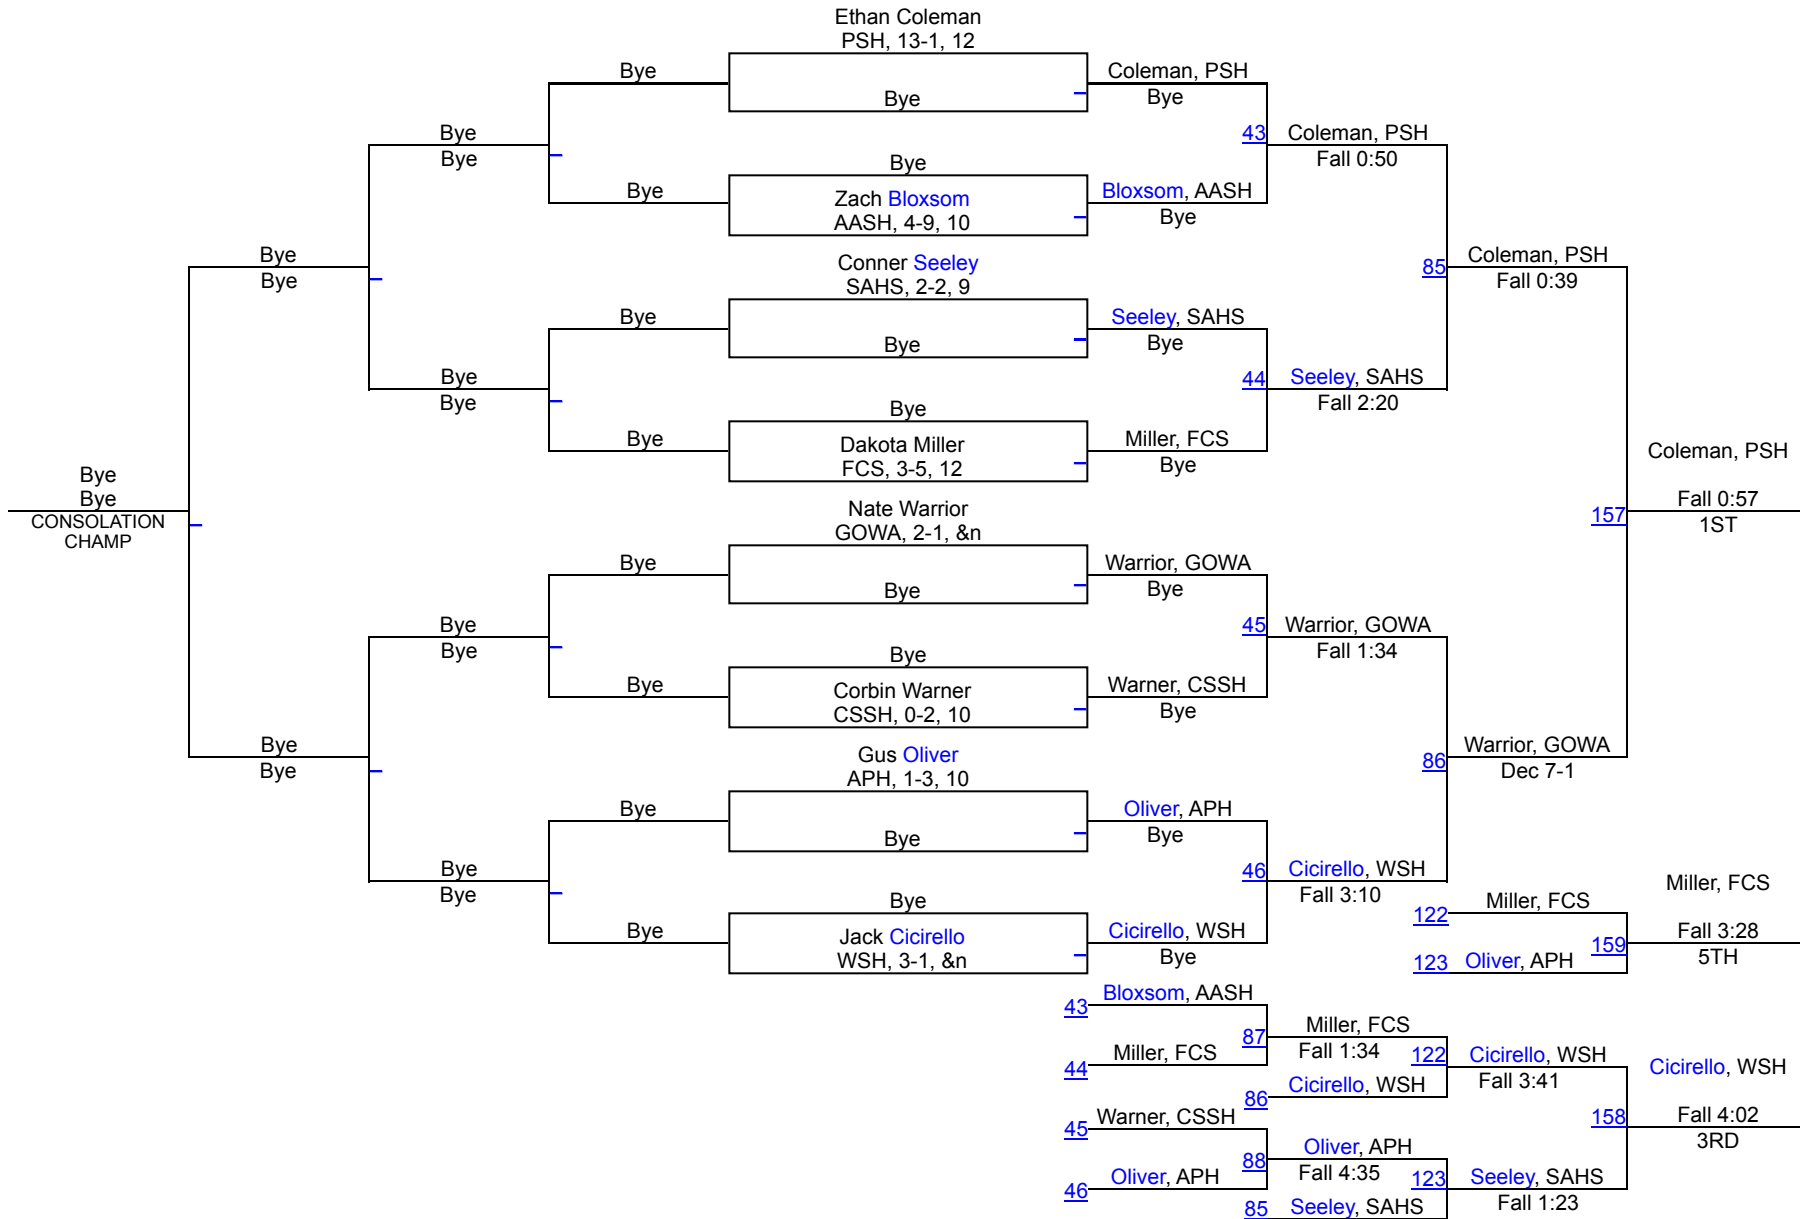 Ethan Coleman
PSH, 13-1, 12
Bye
Coleman, PSH
Bye
Bye
Bye
Bye
43
Coleman, PSH
Fall 0:50
Bye
Bye
Zach Bloxsom
AASH, 4-9, 10
Bloxsom, AASH
Bye
Bye
Bye
Conner Seeley
SAHS, 2-2, 9
85
Coleman, PSH
Fall 0:39
Bye
Bye
Seeley, SAHS
Bye
Bye
Bye
44
Seeley, SAHS
Fall 2:20
Bye
Bye
Dakota Miller
FCS, 3-5, 12
Miller, FCS
Bye
Bye
Bye
CONSOLATION
CHAMP
Coleman, PSH
157
Fall 0:57
1ST
Nate Warrior
GOWA, 2-1, &n
Bye
Bye
Warrior, GOWA
Bye
Bye
Bye
45
Warrior, GOWA
Fall 1:34
Bye
Bye
Corbin Warner
CSSH, 0-2, 10
Warner, CSSH
Bye
Bye
Bye
Gus Oliver
APH, 1-3, 10
86
Warrior, GOWA
Dec 7-1
Bye
Bye
Oliver, APH
Bye
Bye
Bye
46
Cicirello, WSH
Fall 3:10
Bye
Bye
Jack Cicirello
WSH, 3-1, &n
Cicirello, WSH
Bye
122
Miller, FCS
123
Oliver, APH
159
Miller, FCS
Fall 3:28
5TH
43
Bloxsom, AASH
44
Miller, FCS
87
Miller, FCS
Fall 1:34
86
Cicirello, WSH
122
Cicirello, WSH
Fall 3:41
45
Warner, CSSH
46
Oliver, APH
88
Oliver, APH
Fall 4:35
85
Seeley, SAHS
123
Seeley, SAHS
Fall 1:23
158
Cicirello, WSH
Fall 4:02
3RD